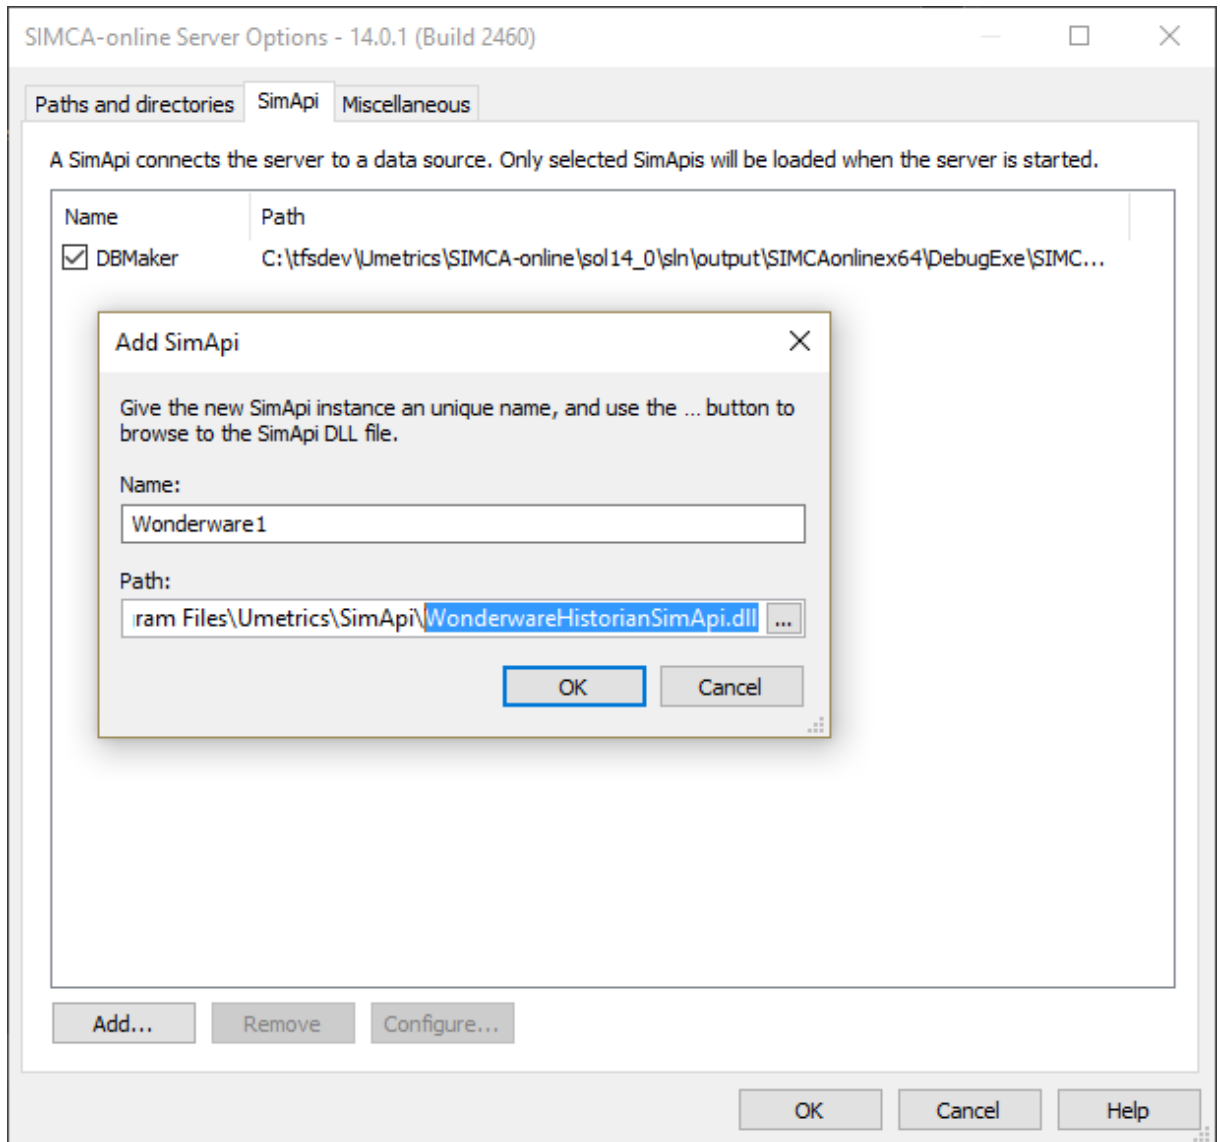 SIMCA-online Server Options - 14.0.1 (Build 2460)
Paths and directories SimApi Miscellaneous
A SimApi connects the server to a data source. Only selected SimApis will be loaded when the server is started.
Name Path
DBMaker C:\tfsdev\Umetrics\SIMCA-online\sol14_0\sln\output\SIMCAonlinex64\DebugExe\SIMC...
Add SimApi
Give the new SimApi instance an unique name, and use the ... button to
browse to the SimApi DLL file.
Name:
Wonderware1
Path:
ram Files\Umetrics\SimApi\WonderwareHistorianSimApi.dll ...
OK Cancel
Add... Remove Configure...
OK Cancel Help